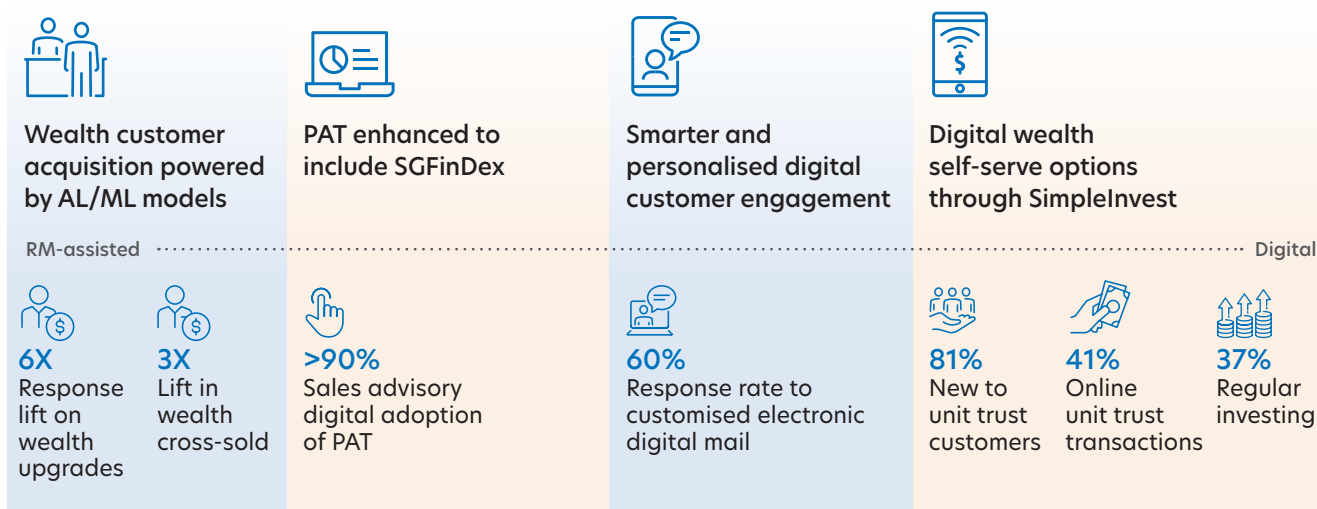 Wealth customer
acquisition powered
by AL/ML models
PAT enhanced to
include SGFinDex
Smarter and
personalised digital
customer engagement
Digital wealth
self-serve options
through SimpleInvest
RM-assisted
Digital
6X
Response
lift on
wealth
upgrades
3X
Lift in
wealth
cross-sold
>90%
Sales advisory
digital adoption
of PAT
60%
Response rate to
customised electronic
digital mail
81%
New to
unit trust
customers
41%
Online
unit trust
transactions
37%
Regular
investing